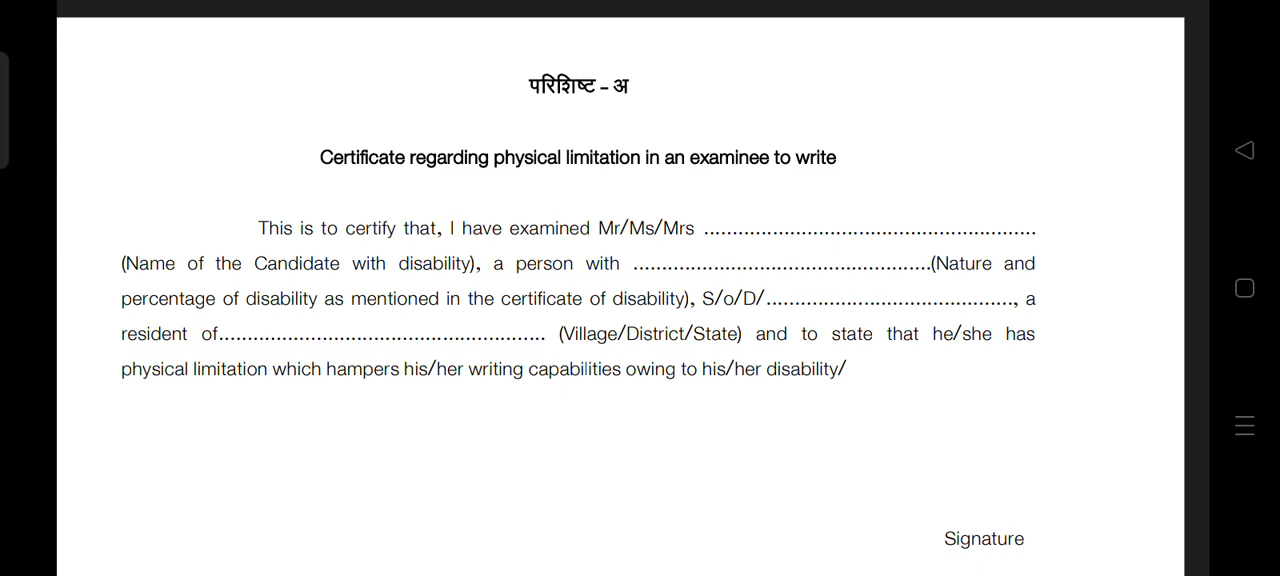 परिशिष्ट – अ
Certificate regarding physical limitation in an examinee to write
This is to certify that, I have examined Mr/Ms/Mrs ..........................................................
(Name of the Candidate with disability), a person with ....................................................(Nature and
percentage of disability as mentioned in the certificate of disability), S/o/D/..........................................., a
resident of......................................................... (Village/District/State) and to state that he/she has
physical limitation which hampers his/her writing capabilities owing to his/her disability/
Signature